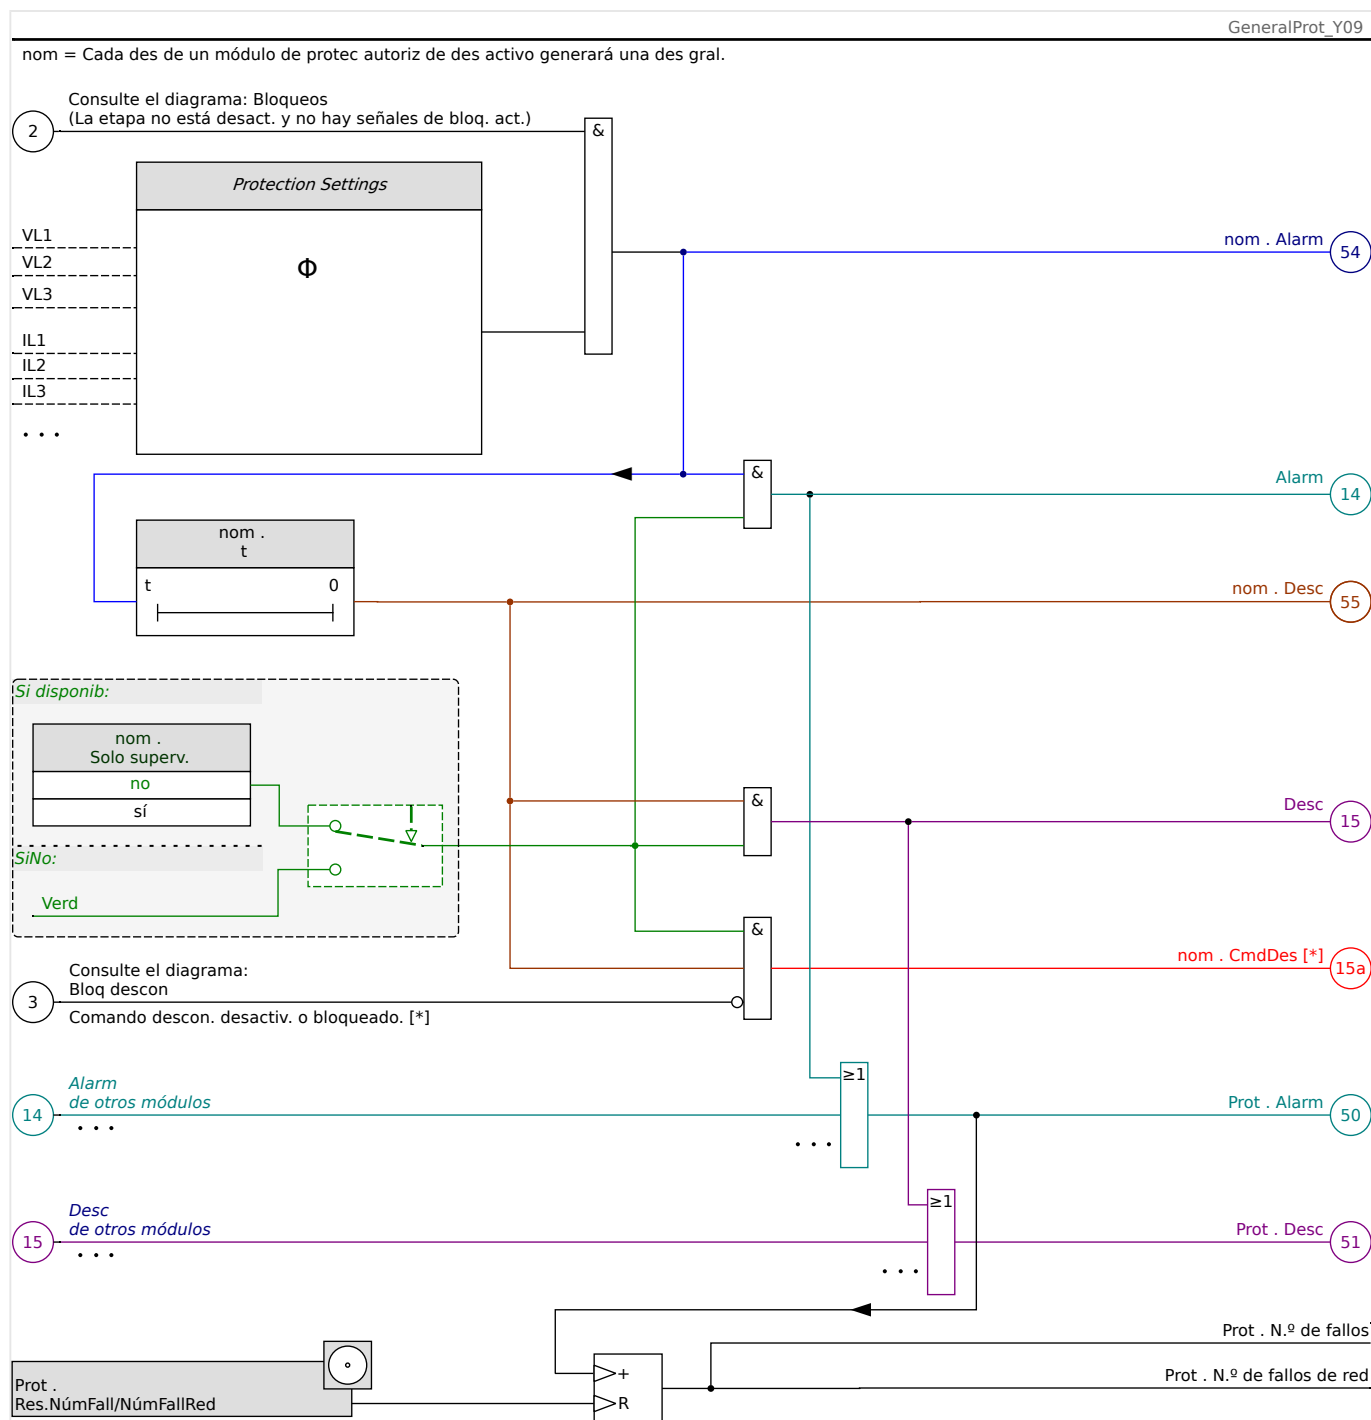 GeneralProt_Y09
nom = Cada des de un módulo de protec autoriz de des activo generará una des gral.
Consulte el diagrama: Bloqueos
(La etapa no está desact. y no hay señales de bloq. act.)
2
&
Protection Settings
Φ
VL1
VL2
VL3
IL1
IL2
IL3
. . .
nom . Alarm
54
&
Alarm
14
nom .
t
t 0
nom . Desc
55
Si disponib:
nom .
Solo superv.
no
sí
SiNo:
Verd
&
Desc
15
&
nom . CmdDes [*]
15a
Consulte el diagrama:
Bloq descon
3
Comando descon. desactiv. o bloqueado. [*]
≥1
Alarm
de otros módulos
14
. . .
. . .
Prot . Alarm
50
≥1
Desc
de otros módulos
15
. . .
. . .
Prot . Desc
51
Prot . N.º de fallos
Prot . N.º de fallos de red
+
R
Prot .
Res.NúmFall/NúmFallRed